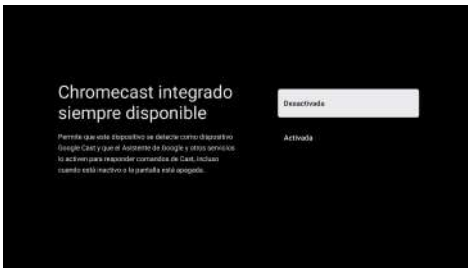 Chromecast integrado
siempre disponible
Permite que este dispositivo se detecte como dispositivo
Google Cast y que el Asistente de Google y otros servicios
lo activen para responder comandos de Cast, incluso
cuando está inactivo o la pantalla está apagada.
Desactivada
Activada